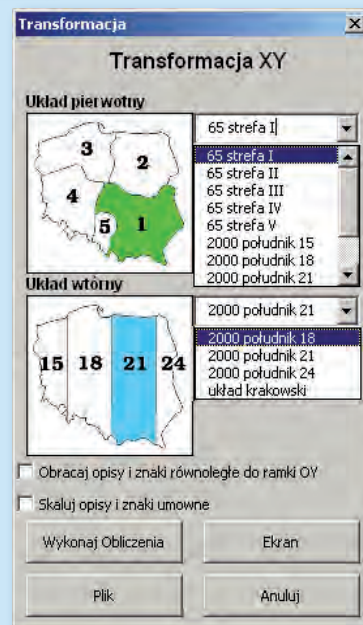 Transformacja
Transformacja XY
Układ pierwotny
65 strefa I
3
2
4
5
1
65 strefa I
65 strefa II
65 strefa III
65 strefa IV
65 strefa V
2000 południk 15
2000 południk 18
2000 południk 21
Układ wtórny
2000 południk 21
15 18 21 24
2000 południk 18
2000 południk 21
2000 południk 24
układ krakowski
Obracaj opisy i znaki równoległe do ramki OY
Skaluj opisy i znaki umowne
Wykonaj Obliczenia
Ekran
Plik
Anuluj